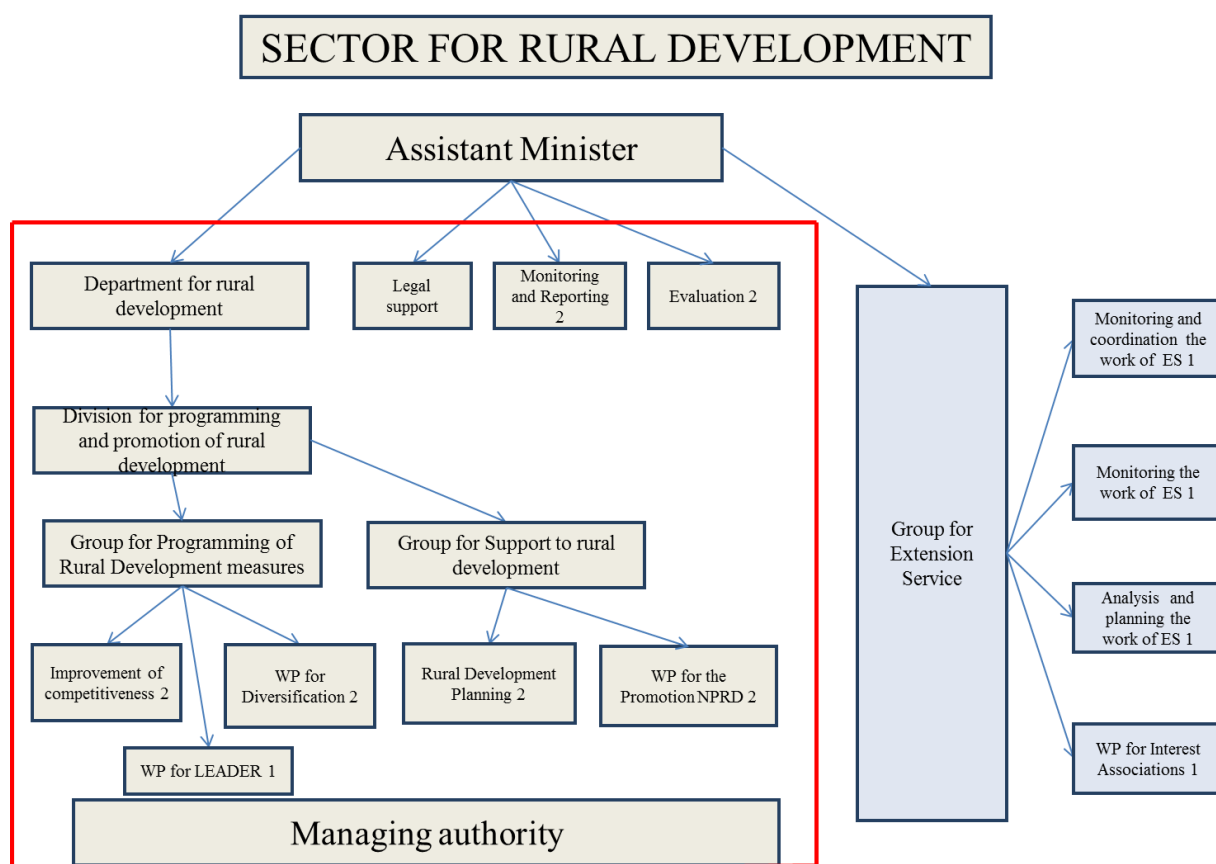 SECTOR FOR RURAL DEVELOPMENT
Assistant Minister
Department for rural
development
Legal
support
Monitoring
and Reporting
2
Evaluation 2
Division for programming
and promotion of rural
development
Group for Programming of
Rural Development measures
Group for Support to rural
development
Improvement of
competitiveness 2
WP for
Diversification 2
Rural Development
Planning 2
WP for the
Promotion NPRD 2
WP for LEADER 1
Managing authority
Group for
Extension
Service
Monitoring and
coordination the
work of ES 1
Monitoring the
work of ES 1
Analysis and
planning the
work of ES 1
WP for Interest
Associations 1